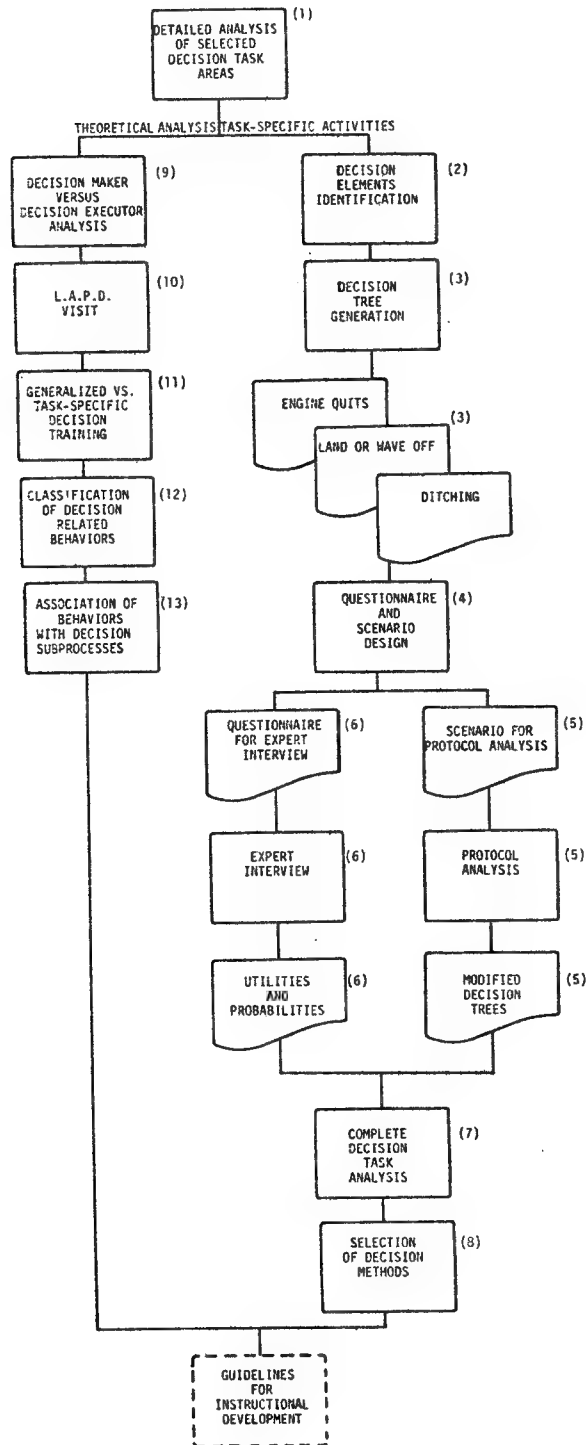 (1)
DETAILED ANALYSIS
OF SELECTED
DECISION TASK
AREAS
THEORETICAL ANALYSIS TASK-SPECIFIC ACTIVITIES
(9)
DECISION MAKER
VERSUS
DECISION EXECUTOR
ANALYSIS
(10)
L.A.P.D.
VISIT
(11)
GENERALIZED VS.
TASK-SPECIFIC
DECISION
TRAINING
(12)
CLASSIFICATION
OF DECISION
RELATED
BEHAVIORS
(13)
ASSOCIATION OF
BEHAVIORS
WITH DECISION
SUBPROCESSES
(2)
DECISION
ELEMENTS
IDENTIFICATION
(3)
DECISION
TREE
GENERATION
ENGINE QUITS
(3)
LAND OR WAVE OFF
DITCHING
(4)
QUESTIONNAIRE
AND
SCENARIO
DESIGN
(6)
QUESTIONNAIRE
FOR EXPERT
INTERVIEW
(6)
EXPERT
INTERVIEW
(6)
UTILITIES
AND
PROBABILITIES
(5)
SCENARIO FOR
PROTOCOL ANALYSIS
(5)
PROTOCOL
ANALYSIS
(5)
MODIFIED
DECISION
TREES
(7)
COMPLETE
DECISION
TASK
ANALYSIS
(8)
SELECTION
OF DECISION
METHODS
GUIDELINES
FOR
INSTRUCTIONAL
DEVELOPMENT